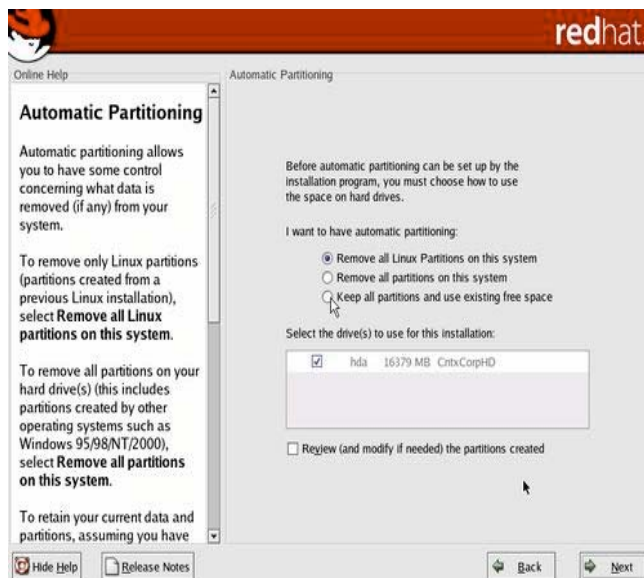 redhat.
Online Help
Automatic Partitioning
Automatic partitioning allows
you to have some control
concerning what data is
removed (if any) from your
system.
To remove only Linux partitions
(partitions created from a
previous Linux installation),
select Remove all Linux
partitions on this system.
To remove all partitions on your
hard drive(s) (this includes
partitions created by other
operating systems such as
Windows 95/98/NT/2000),
select Remove all partitions
on this system.
To retain your current data and
partitions, assuming you have
Automatic Partitioning
Before automatic partitioning can be set up by the
installation program, you must choose how to use
the space on hard drives.
I want to have automatic partitioning:
Remove all Linux Partitions on this system
Remove all partitions on this system
Keep all partitions and use existing free space
Select the drive(s) to use for this installation:
hda 16379 MB CntxCorpHD
Review (and modify if needed) the partitions created
Hide Help
Release Notes
Back
Next